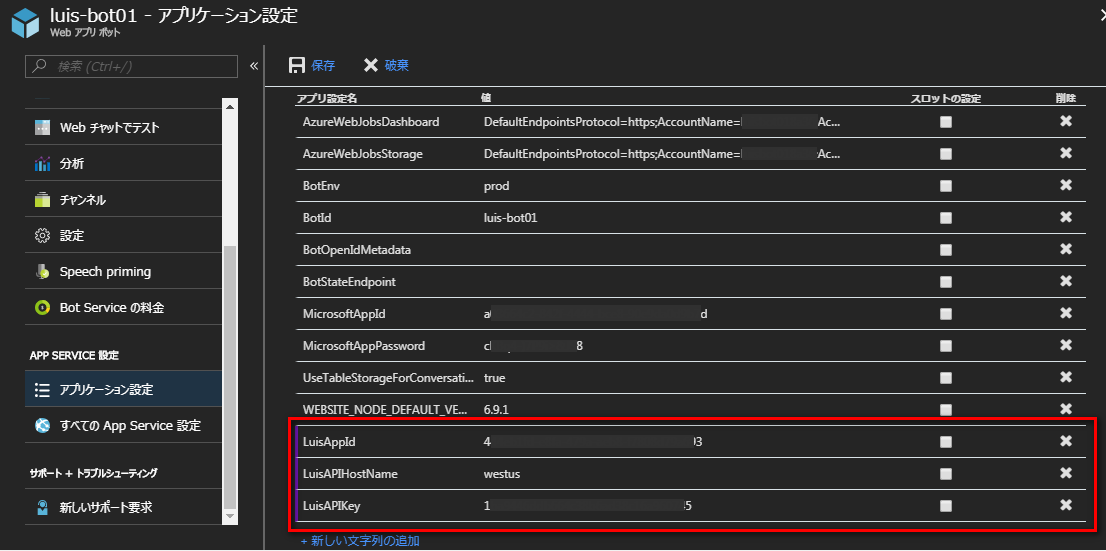 luis-bot01 - アプリケーション設定
Web アプリ ボット
検索 (Ctrl+/)
«
保存
破棄
Web チャットでテスト
分析
チャンネル
設定
Speech priming
Bot Service の料金
APP SERVICE 設定
アプリケーション設定
すべての App Service 設定
サポート + トラブルシューティング
新しいサポート要求
アプリ設定名 値 スロットの設定 削除
AzureWebJobsDashboard DefaultEndpointsProtocol=https;AccountName= Ac...
AzureWebJobsStorage DefaultEndpointsProtocol=https;AccountName= Ac...
BotEnv prod
BotId luis-bot01
BotOpenIdMetadata
BotStateEndpoint
MicrosoftAppId a d
MicrosoftAppPassword c 8
UseTableStorageForConversati... true
WEBSITE_NODE_DEFAULT_VE... 6.9.1
LuisAppId 4 93
LuisAPIHostName westus
LuisAPIKey 1 5
+ 新しい文字列の追加